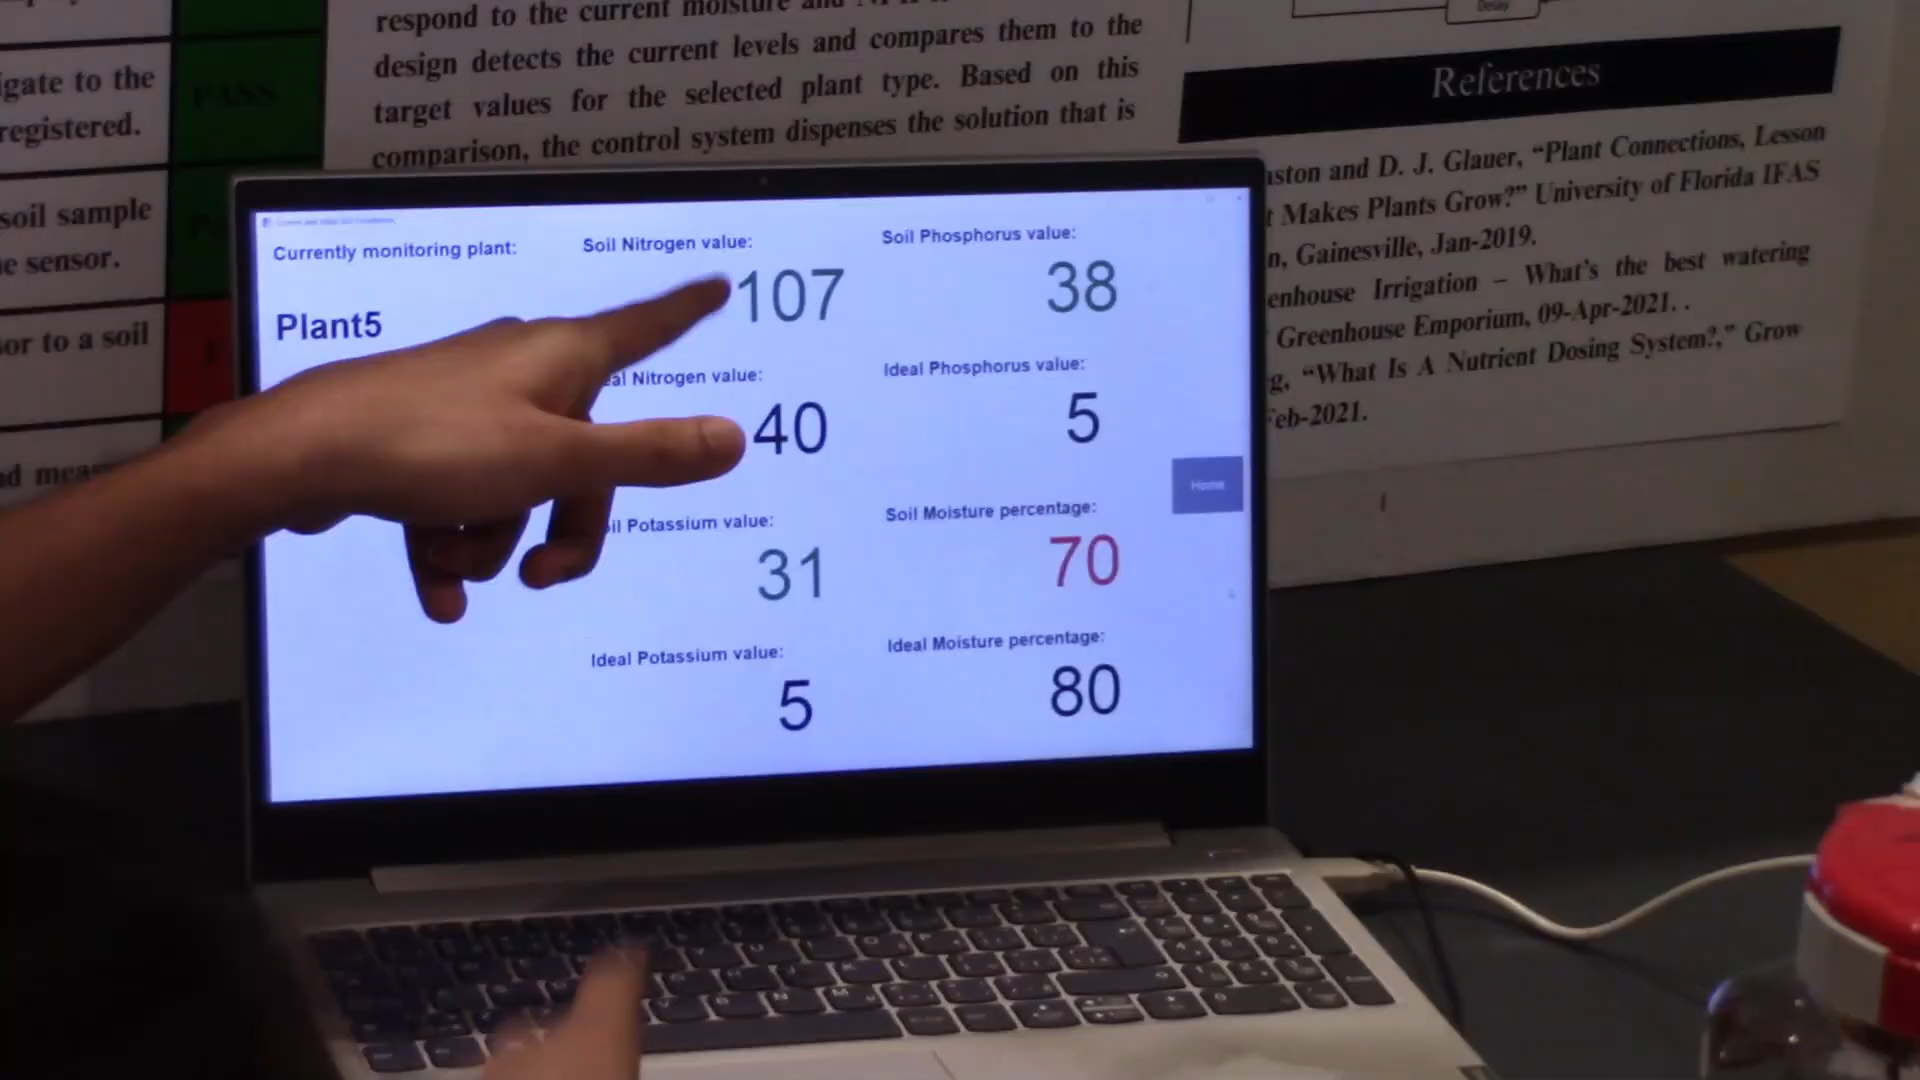 igate to the
registered.
PASS
soil sample
e sensor.
or to a soil
respond to the current moisture and
design detects the current levels and compares them to the
target values for the selected plant type. Based on this
comparison, the control system dispenses the solution that is
Delay
References
aston and D. J. Glauer, “Plant Connections, Lesson
t Makes Plants Grow?” University of Florida IFAS
n, Gainesville, Jan-2019.
enhouse Irrigation – What’s the best watering
Greenhouse Emporium, 09-Apr-2021. .
g, “What Is A Nutrient Dosing System?,” Grow
Feb-2021.
Currently monitoring plant:
Plant5
Soil Nitrogen value:
107
Soil Phosphorus value:
38
al Nitrogen value:
40
Ideal Phosphorus value:
5
il Potassium value:
31
Soil Moisture percentage:
70
Ideal Potassium value:
5
Ideal Moisture percentage:
80
Home